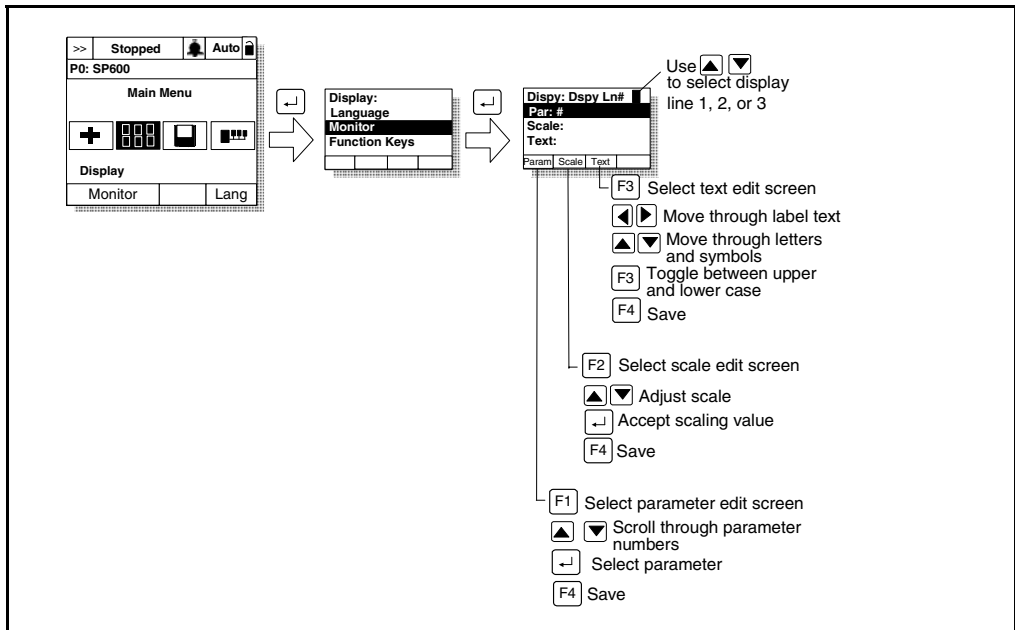 >> Stopped Auto
P0: SP600
Main Menu
Display
Monitor Lang
Display:
Language
Monitor
Function Keys
Dispy: Dspy Ln#
Par: #
Scale:
Text:
Param Scale Text
Use
to select display
line 1, 2, or 3
F3 Select text edit screen
Move through label text
Move through letters
and symbols
F3 Toggle between upper
and lower case
F4 Save
F2 Select scale edit screen
Adjust scale
Accept scaling value
F4 Save
F1 Select parameter edit screen
Scroll through parameter
numbers
Select parameter
F4 Save